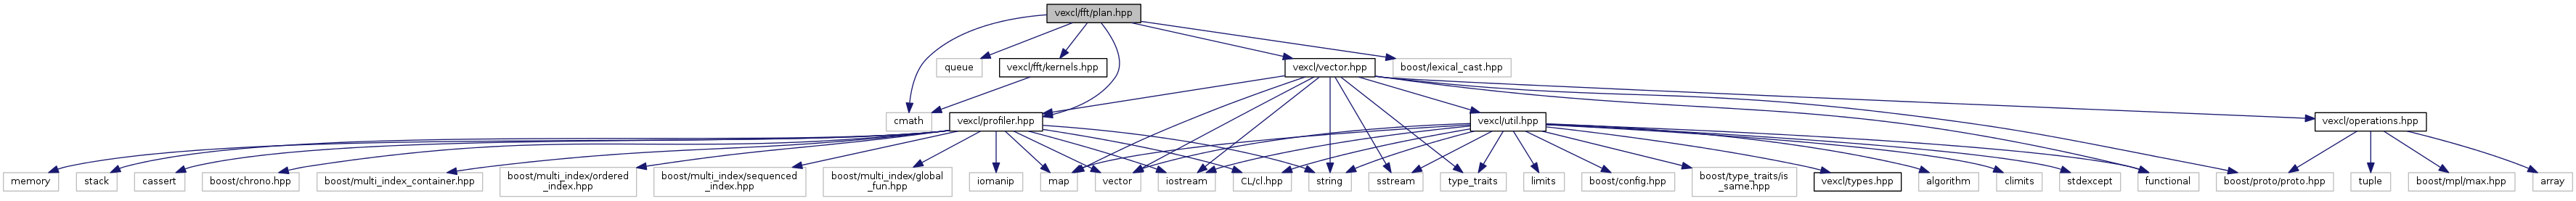 vexcl/fft/plan.hpp
queue
vexcl/fft/kernels.hpp
vexcl/vector.hpp
boost/lexical_cast.hpp
cmath
vexcl/profiler.hpp
vexcl/util.hpp
vexcl/operations.hpp
memory
stack
cassert
boost/chrono.hpp
boost/multi_index_container.hpp
boost/multi_index/ordered
_index.hpp
boost/multi_index/sequenced
_index.hpp
boost/multi_index/global
_fun.hpp
iomanip
map
vector
iostream
CL/cl.hpp
string
sstream
type_traits
limits
boost/config.hpp
boost/type_traits/is
_same.hpp
vexcl/types.hpp
algorithm
climits
stdexcept
functional
boost/proto/proto.hpp
tuple
boost/mpl/max.hpp
array